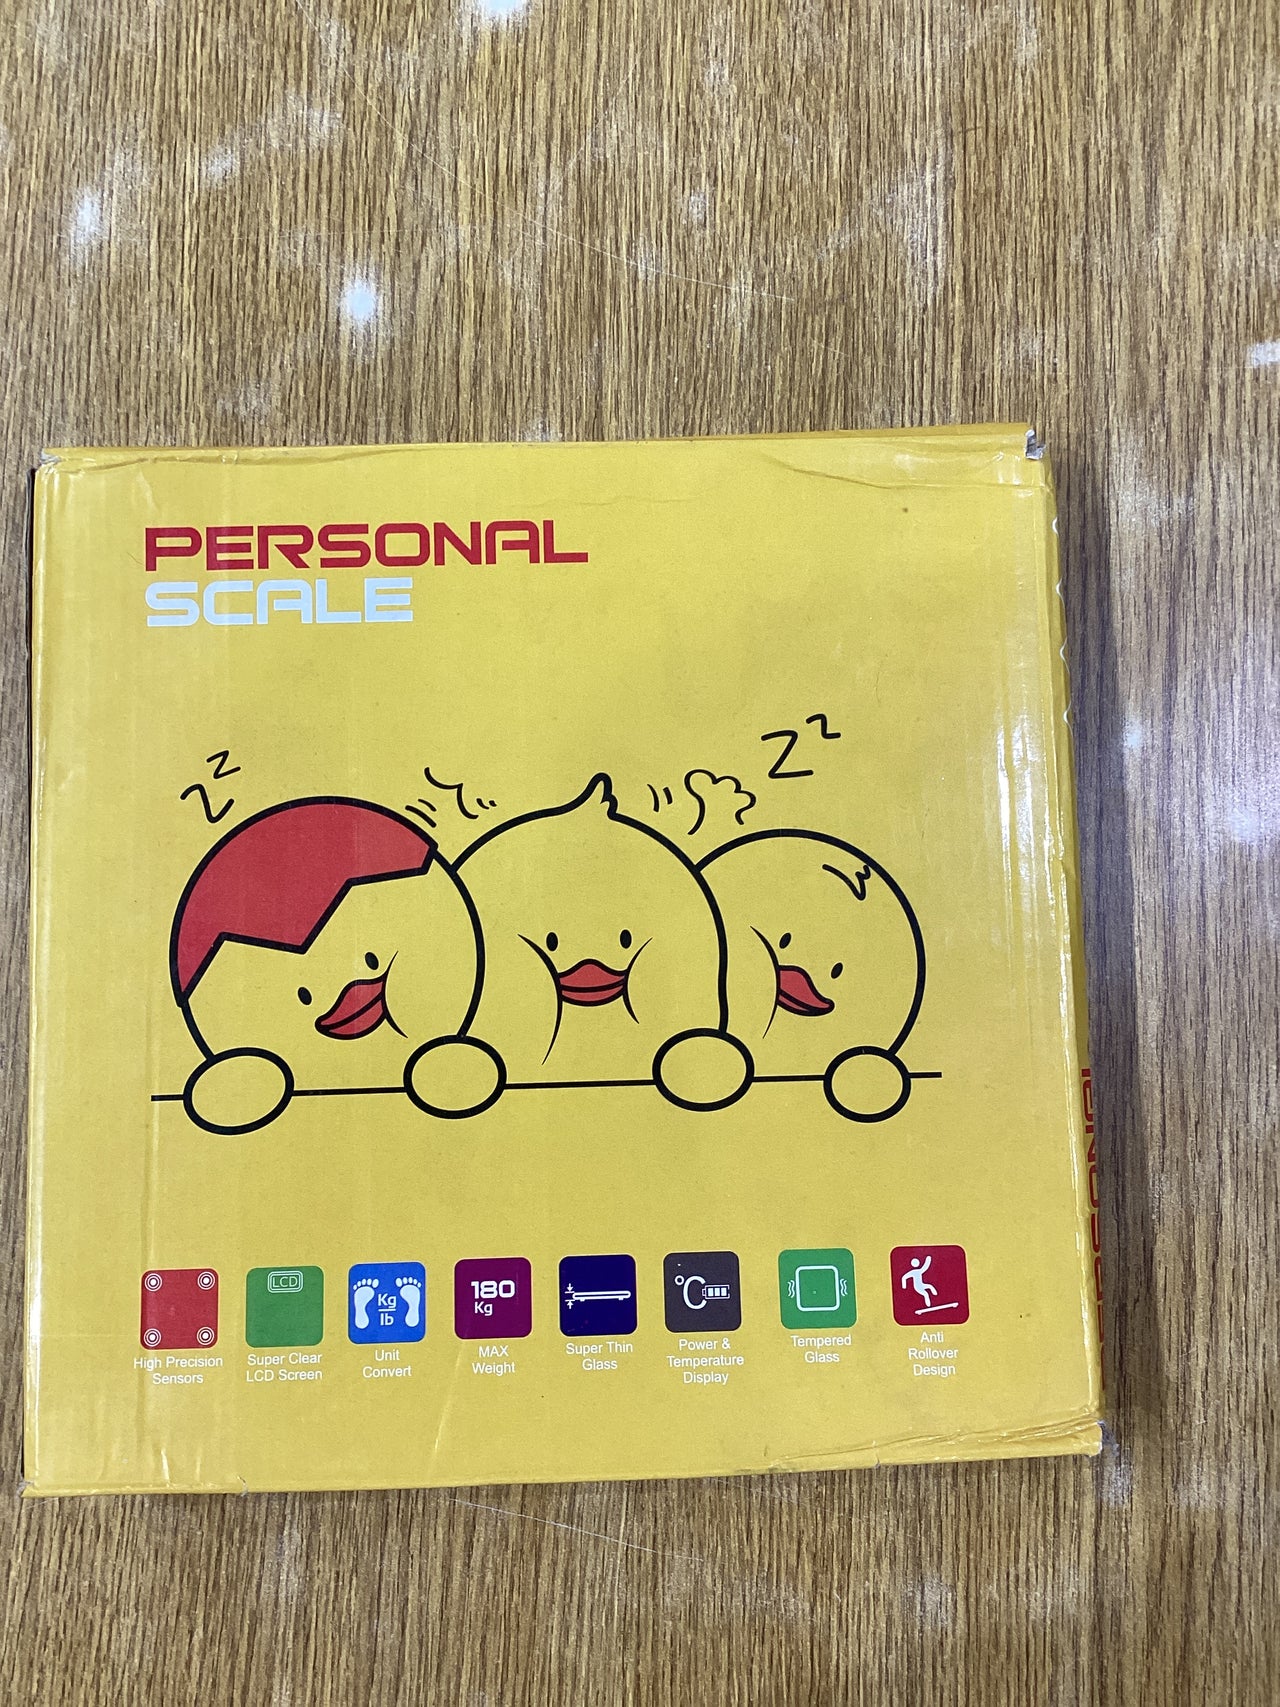 PERSONAL
SCALE
z z
Z z
LCD
Kg
lb
180
Kg
°C
High Precision
Sensors
Super Clear
LCD Screen
Unit
Convert
MAX
Weight
Super Thin
Glass
Power &
Temperature
Display
Tempered
Glass
Anti
Rollover
Design
PERSONAL